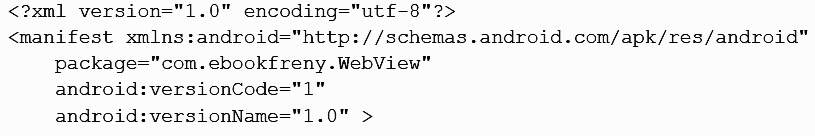 <?xml version="1.0" encoding="utf-8"?>
<manifest xmlns:android="http://schemas.android.com/apk/res/android"
    package="com.ebookfreny.WebView"
    android:versionCode="1"
    android:versionName="1.0" >